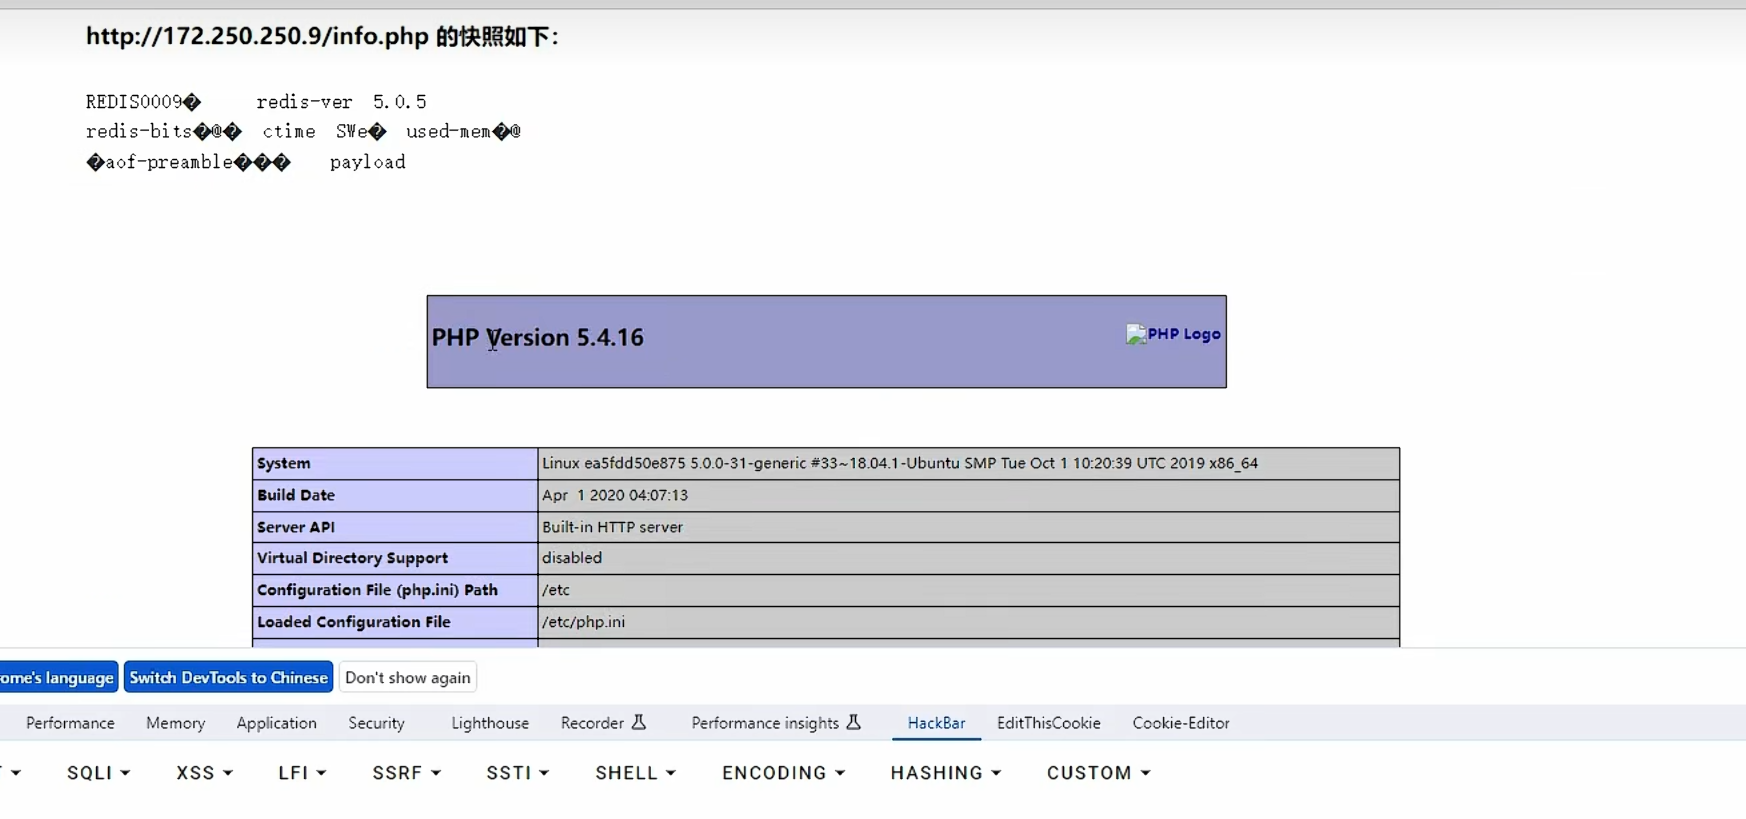 http://172.250.250.9/info.php 的快照如下：
REDIS0009� redis-ver 5.0.5
redis-bits�@� ctime SWe� used-mem�@
�aof-preamble��� payload
PHP Version 5.4.16
PHP Logo
System Linux ea5fdd50e875 5.0.0-31-generic #33~18.04.1-Ubuntu SMP Tue Oct 1 10:20:39 UTC 2019 x86_64
Build Date Apr 1 2020 04:07:13
Server API Built-in HTTP server
Virtual Directory Support disabled
Configuration File (php.ini) Path /etc
Loaded Configuration File /etc/php.ini
ome's language Switch DevTools to Chinese Don't show again
Performance Memory Application Security Lighthouse Recorder Performance insights HackBar EditThisCookie Cookie-Editor
SQLI XSS LFI SSRF SSTI SHELL ENCODING HASHING CUSTOM